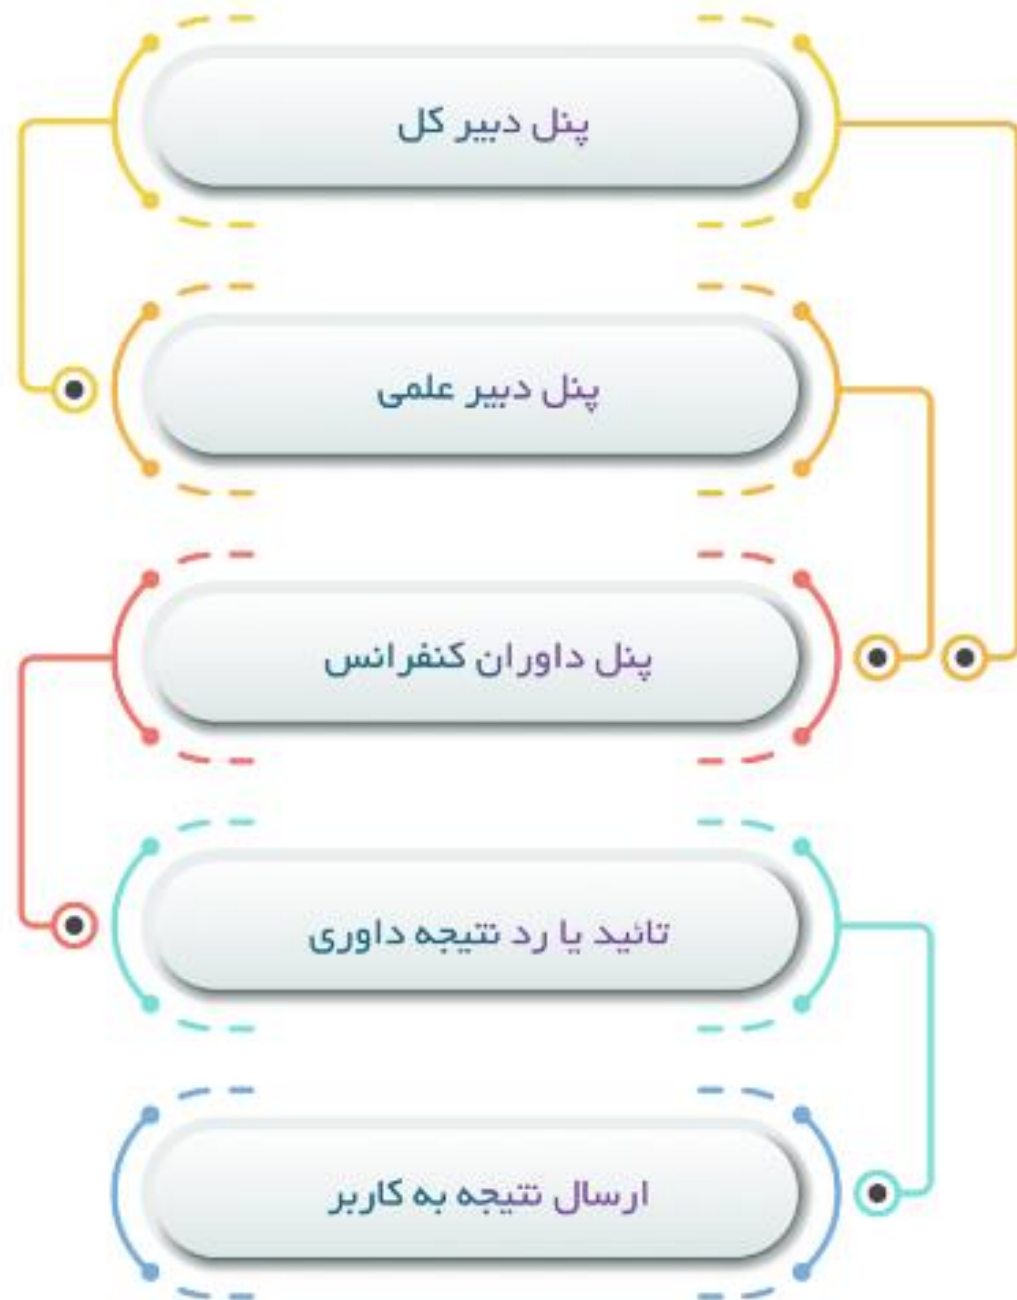 پنل دبیر کل
پنل دبیر علمی
پنل داوران کنفرانس
تائید یا رد نتیجه داوری
ارسال نتیجه به کاربر